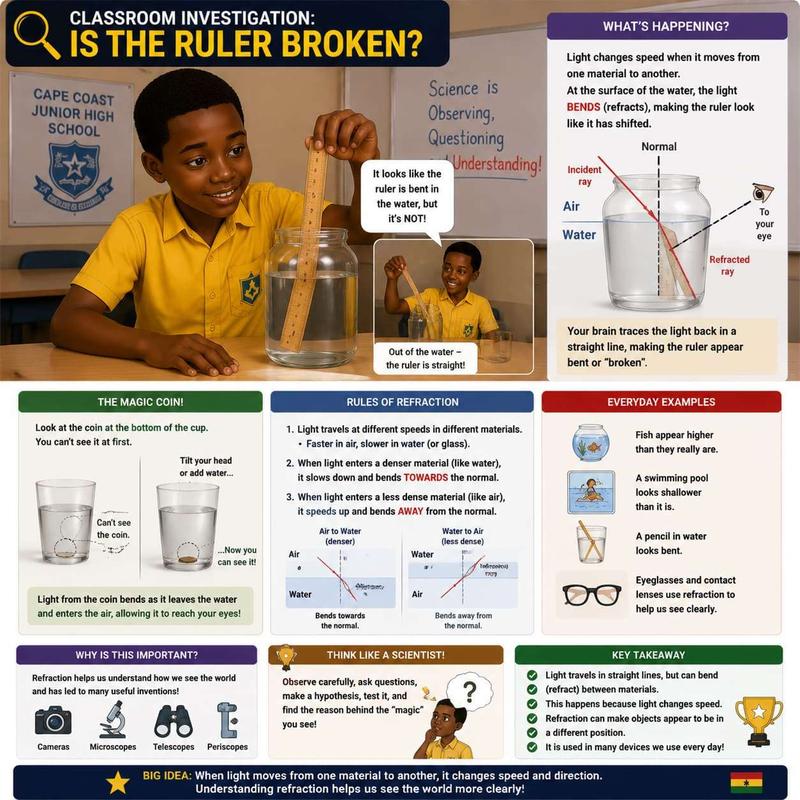 CLASSROOM INVESTIGATION:
IS THE RULER BROKEN?
CAPE COAST
JUNIOR HIGH
SCHOOL
Science is
Observing,
Questioning
Understanding!
It looks like the
ruler is bent in
the water, but
it's NOT!
Out of the water –
the ruler is straight!
WHAT'S HAPPENING?
Light changes speed when it moves from
one material to another.
At the surface of the water, the light
BENDS (refracts), making the ruler look
like it has shifted.
Normal
Incident
ray
Air
Water
To
your
eye
Refracted
ray
Your brain traces the light back in a
straight line, making the ruler appear
bent or “broken”.
THE MAGIC COIN!
Look at the coin at the bottom of the cup.
You can't see it at first.
Tilt your head
or add water...
Can't see
the coin.
...Now you
can see it!
Light from the coin bends as it leaves the water
and enters the air, allowing it to reach your eyes!
RULES OF REFRACTION
1. Light travels at different speeds in different materials.
• Faster in air, slower in water (or glass).
2. When light enters a denser material (like water),
it slows down and bends TOWARDS the normal.
3. When light enters a less dense material (like air),
it speeds up and bends AWAY from the normal.
Air to Water
(denser)
Air
Water
Bends towards
the normal.
Water to Air
(less dense)
Water
Air
Bends away from
the normal.
EVERYDAY EXAMPLES
Fish appear higher
than they really are.
A swimming pool
looks shallower
than it is.
A pencil in water
looks bent.
Eyeglasses and contact
lenses use refraction to
help us see clearly.
WHY IS THIS IMPORTANT?
Refraction helps us understand how we see the world
and has led to many useful inventions!
Cameras
Microscopes
Telescopes
Periscopes
THINK LIKE A SCIENTIST!
Observe carefully, ask questions,
make a hypothesis, test it, and
find the reason behind the “magic”
you see!
?
KEY TAKEAWAY
Light travels in straight lines, but can bend
(refract) between materials.
This happens because light changes speed.
Refraction can make objects appear to be in
a different position.
It is used in many devices we use every day!
BIG IDEA: When light moves from one material to another, it changes speed and direction.
Understanding refraction helps us see the world more clearly!